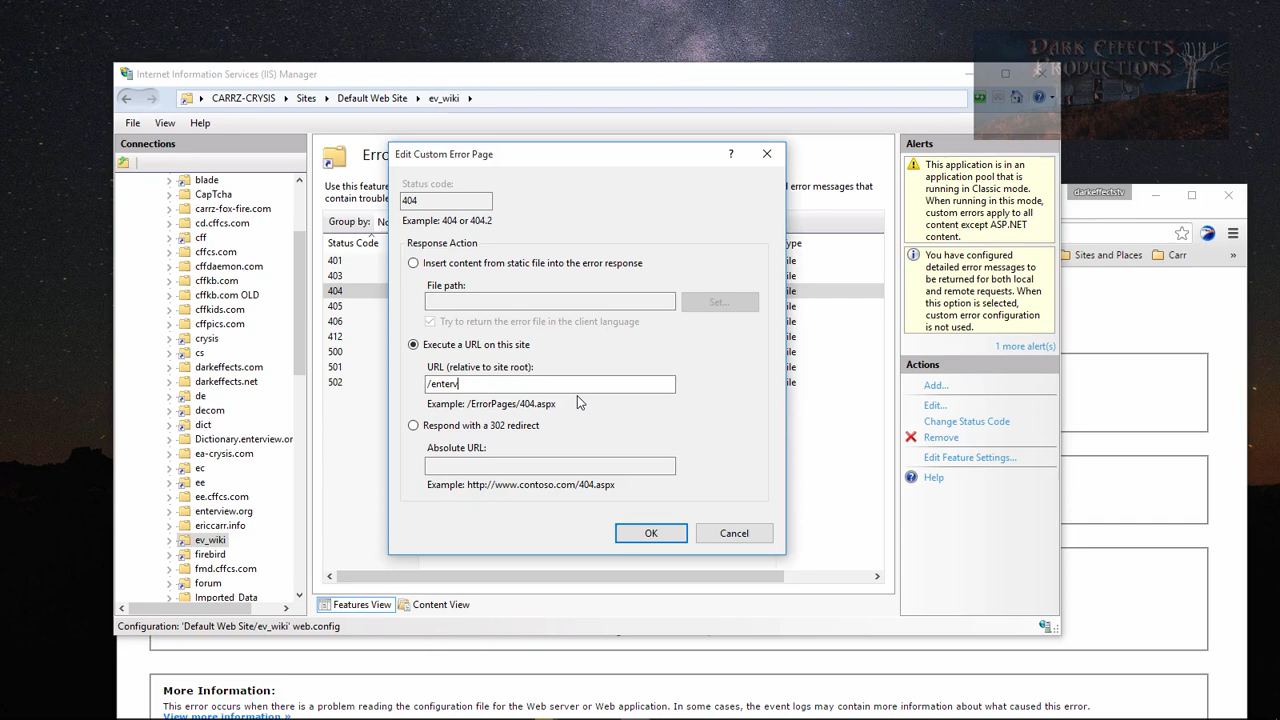 DARK EFFECTS
PRODUCTIONS
Internet Information Services (IIS) Manager
CARRZ-CRYSIS
Sites
Default Web Site
ev_wiki
File
View
Help
Connections
blade
CapTcha
carrz-fox-fire.com
cd.cffcs.com
cff
cffcs.com
cffdaemon.com
cffkb.com
cffkb.com OLD
cffkids.com
cffpics.com
crysis
cs
darkeffects.com
darkeffects.net
de
decom
dict
Dictionary.enterview.or
ea-crysis.com
ec
ee
ee.cffcs.com
enterview.org
ericcarr.info
ev_wiki
firebird
fmd.cffcs.com
forum
Imported_Data
Erro
Use this feature
error messages that
contain trouble
Group by:
No
Status Code
ype
401
ile
403
ile
404
ile
405
ile
406
ile
412
ile
500
ile
501
ile
502
ile
Edit Custom Error Page
?
Status code:
404
Example: 404 or 404.2
Response Action
Insert content from static file into the error response
File path:
Set...
Try to return the error file in the client language
Execute a URL on this site
URL (relative to site root):
/enterv
Example: /ErrorPages/404.aspx
Respond with a 302 redirect
Absolute URL:
Example: http://www.contoso.com/404.aspx
OK
Cancel
Features View
Content View
Configuration: 'Default Web Site/ev_wiki' web.config
Alerts
This application is in an
application pool that is
running in Classic mode.
When running in this mode,
custom errors apply to all
content except ASP.NET
content.
You have configured
detailed error messages to
be returned for both local
and remote requests. When
this option is selected,
custom error configuration
is not used.
1 more alert(s)
Actions
Add...
Edit...
Change Status Code
Remove
Edit Feature Settings...
Help
darkeffectstv
Sites and Places
Carr
»
More Information:
This error occurs when there is a problem reading the configuration file for the Web server or Web application. In some cases, the event logs may contain more information about what caused this error.
View more information »